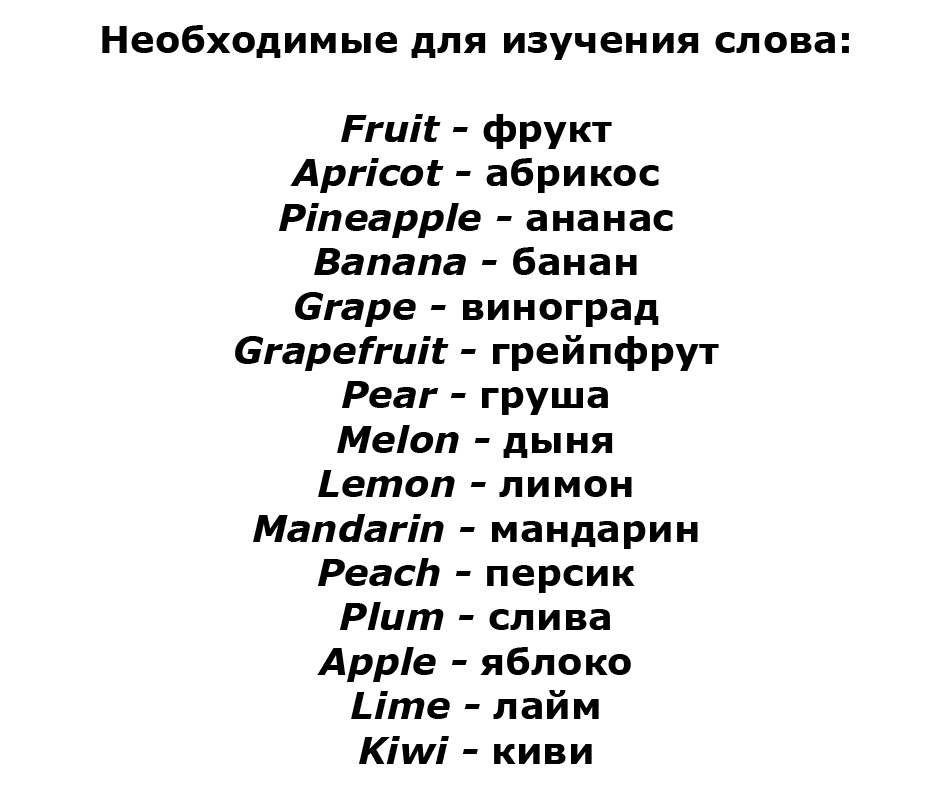 Необходимые для изучения слова:
Fruit - фрукт
Apricot - абрикос
Pineapple - ананас
Banana - банан
Grape - виноград
Grapefruit - грейпфрут
Pear - груша
Melon - дыня
Lemon - лимон
Mandarin - мандарин
Peach - персик
Plum - слива
Apple - яблоко
Lime - лайм
Kiwi - киви